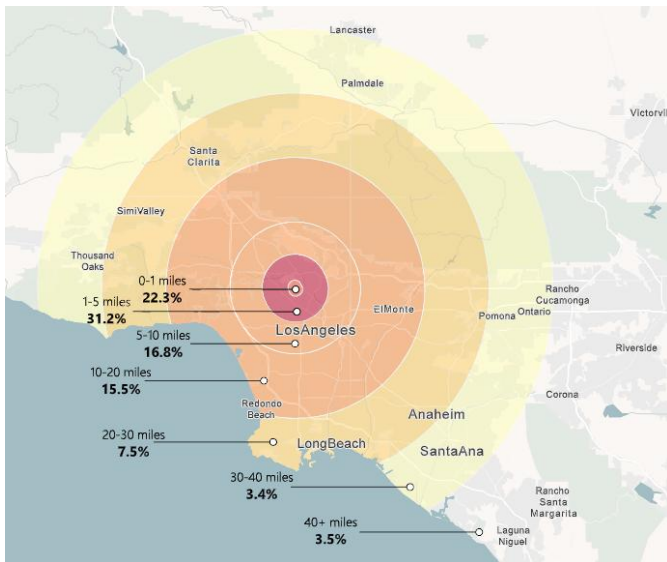 Lancaster
Palmdale
Victorvil
Santa
Clarita
SimiValley
Thousand
Oaks
0-1 miles
22.3%
1-5 miles
31.2%
LosAngeles
ElMonte
Rancho
Cucamonga
Pomona
Ontario
5-10 miles
16.8%
Riverside
10-20 miles
15.5%
Corona
Redondo
Beach
Anaheim
20-30 miles
7.5%
LongBeach
SantaAna
30-40 miles
3.4%
Rancho
Santa
Margarita
40+ miles
3.5%
Laguna
Niguel